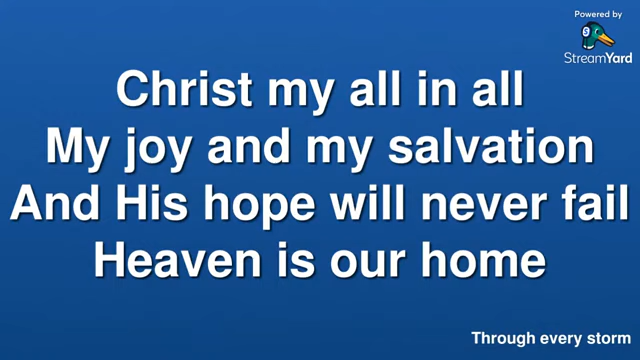 Powered by
StreamYard
Christ my all in all
My joy and my salvation
And His hope will never fail
Heaven is our home
Through every storm